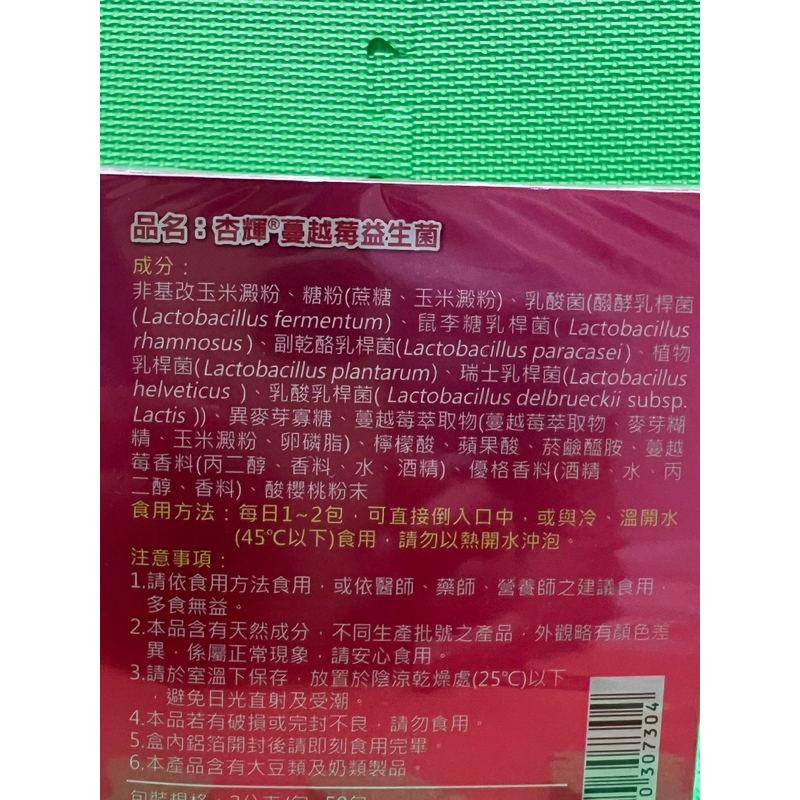 品名：杏輝®蔓越莓益生菌
成分：
非基改玉米澱粉、糖粉(蔗糖、玉米澱粉)、乳酸菌(醱酵乳桿菌
(Lactobacillus fermentum)、鼠李糖乳桿菌( Lactobacillus
rhamnosus)、副乾酪乳桿菌(Lactobacillus paracasei)、植物
乳桿菌(Lactobacillus plantarum)、瑞士乳桿菌(Lactobacillus
helveticus )、乳酸乳桿菌( Lactobacillus delbrueckii subsp.
Lactis ))、異麥芽寡糖、蔓越莓萃取物(蔓越莓萃取物、麥芽糊
精、玉米澱粉、卵磷脂)、檸檬酸、蘋果酸、菸鹼醯胺、蔓越
莓香料(丙二醇、香料、水、酒精)、優格香料(酒精、水、丙
二醇、香料)、酸櫻桃粉末
食用方法：每日1~2包，可直接倒入口中，或與冷、溫開水
(45℃以下)食用，請勿以熱開水沖泡。
注意事項：
1.請依食用方法食用，或依醫師、藥師、營養師之建議食用，
多食無益。
2.本品含有天然成分，不同生產批號之產品，外觀略有顏色差
異，係屬正常現象，請安心食用。
3.請於室溫下保存，放置於陰涼乾燥處(25℃)以下
，避免日光直射及受潮。
4.本品若有破損或完封不良，請勿食用。
5.盒內鋁箔開封後請即刻食用完畢。
6.本產品含有大豆類及奶類製品。
包裝規格：2公克/包，50包
0307304